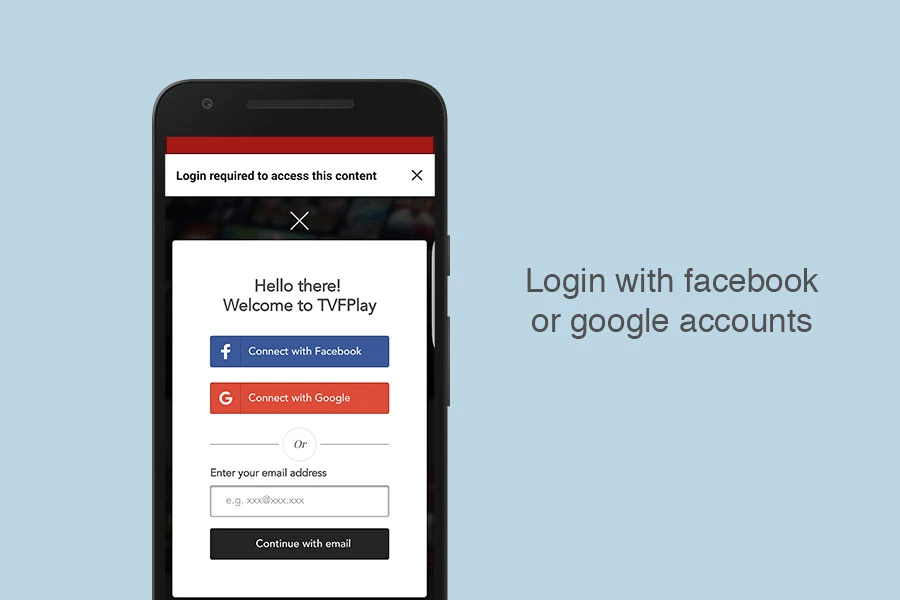 Login required to access this content
Hello there!
Welcome to TVFPlay
Connect with Facebook
Connect with Google
Or
Enter your email address
e.g. xxx@xxx.xxx
Continue with email
Login with facebook
or google accounts